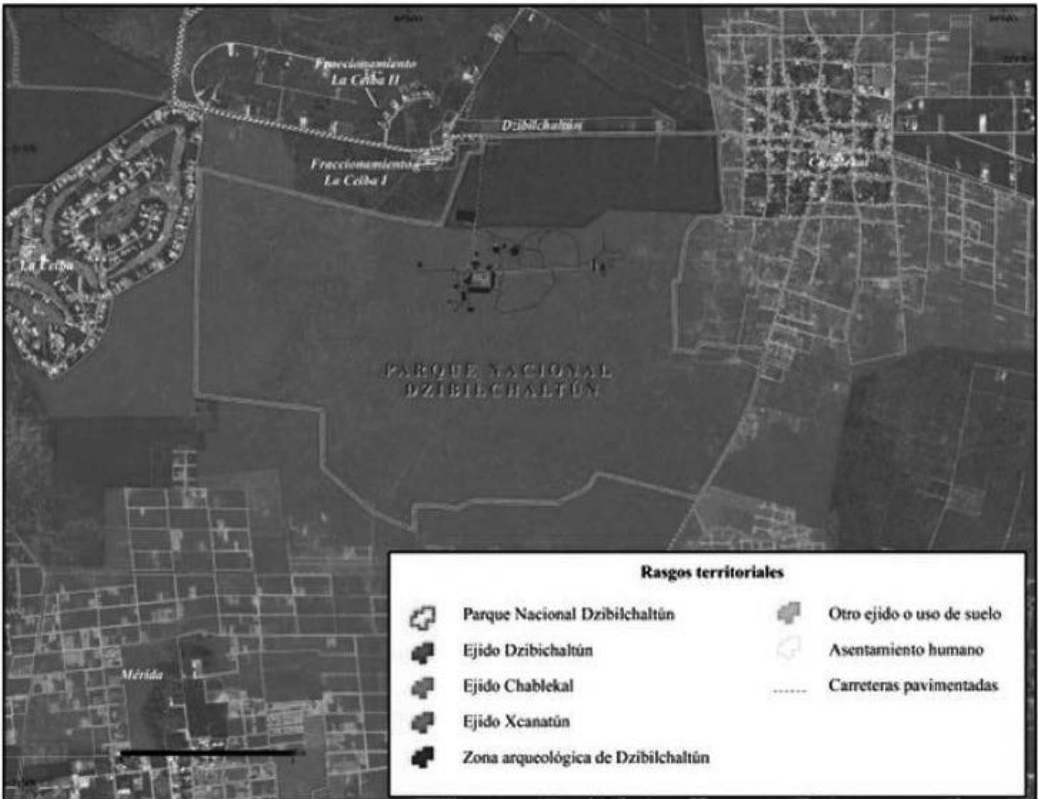 Fraccionamiento
La Ceiba II
Dzibilchaltún
Fraccionamiento
La Ceiba I
La Ceiba
PARQUE NACIONAL
DZIBILCHALTÚN
Mérida
Rasgos territoriales
Parque Nacional Dzibilchaltún
Ejido Dzibichaltún
Ejido Chablekal
Ejido Xcanatún
Zona arqueológica de Dzibilchaltún
Otro ejido o uso de suelo
Asentamiento humano
Carreteras pavimentadas